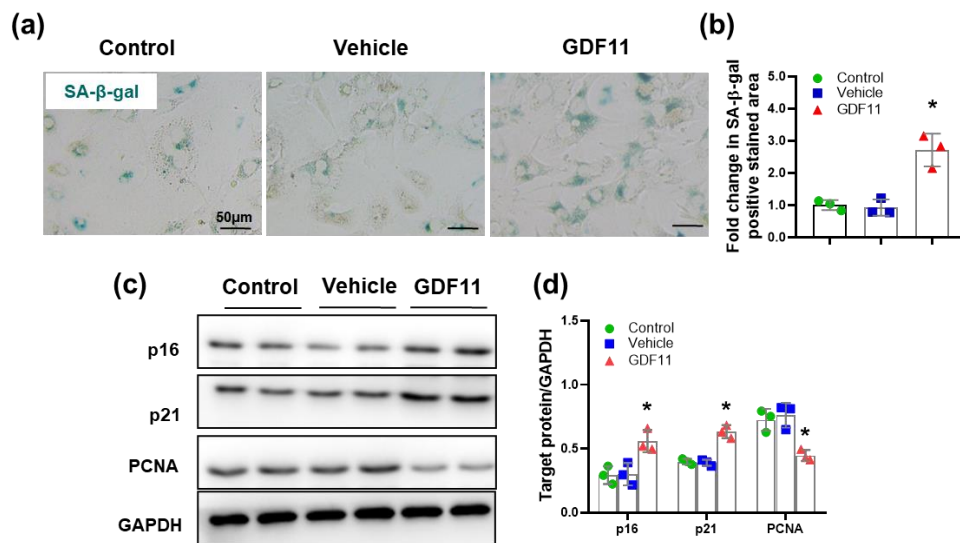 (a)
Control
Vehicle
GDF11
SA-β-gal
50μm
(b)
Control
Vehicle
GDF11
Fold change in SA-β-gal
positive stained area
5.0
4.0
3.0
2.0
1.0
0.0
*
(c)
Control
Vehicle
GDF11
p16
p21
PCNA
GAPDH
(d)
Control
Vehicle
GDF11
Target protein/GAPDH
1.5
1.0
0.5
0.0
*
*
*
p16
p21
PCNA